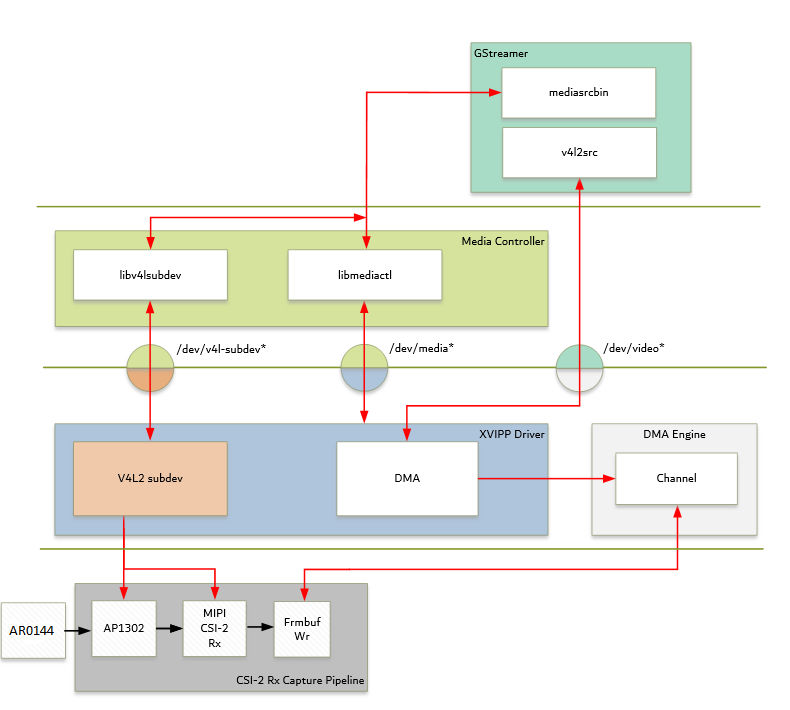 GStreamer
mediasrcbin
v4l2src
Media Controller
libv4lsubdev
libmediactl
/dev/v4l-subdev*
/dev/media*
/dev/video*
XVIPP Driver
DMA Engine
V4L2 subdev
DMA
Channel
AR0144
AP1302
MIPI
CSI-2
Rx
Frmbuf
Wr
CSI-2 Rx Capture Pipeline